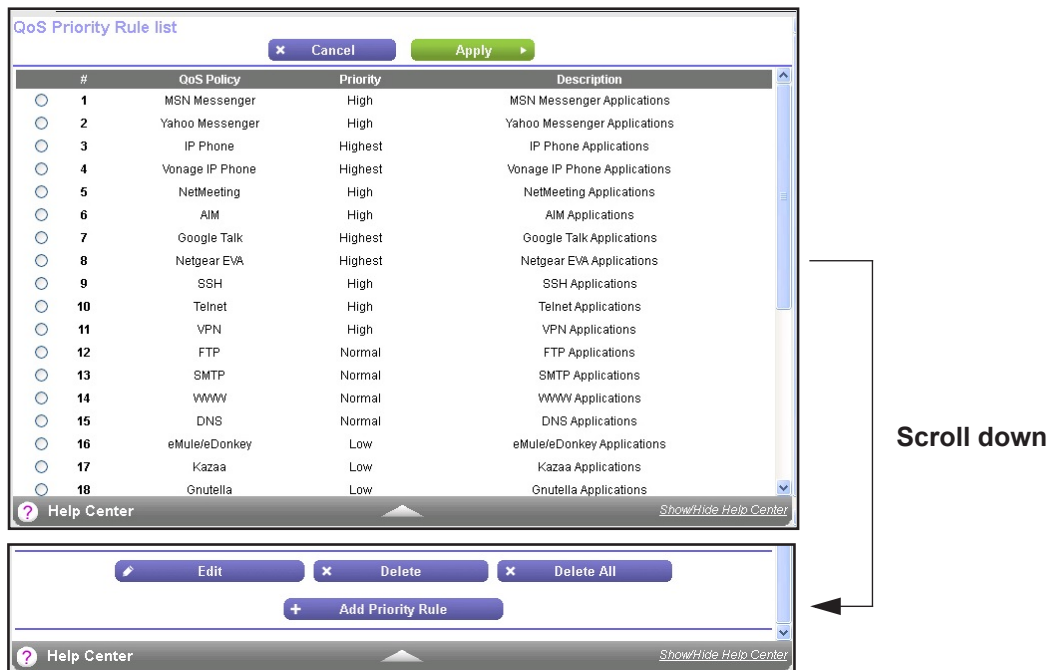 QoS Priority Rule list
Cancel Apply
# QoS Policy Priority Description
1 MSN Messenger High MSN Messenger Applications
2 Yahoo Messenger High Yahoo Messenger Applications
3 IP Phone Highest IP Phone Applications
4 Vonage IP Phone Highest Vonage IP Phone Applications
5 NetMeeting High NetMeeting Applications
6 AIM High AIM Applications
7 Google Talk Highest Google Talk Applications
8 Netgear EVA Highest Netgear EVA Applications
9 SSH High SSH Applications
10 Telnet High Telnet Applications
11 VPN High VPN Applications
12 FTP Normal FTP Applications
13 SMTP Normal SMTP Applications
14 WWW Normal WWW Applications
15 DNS Normal DNS Applications
16 eMule/eDonkey Low eMule/eDonkey Applications
17 Kazaa Low Kazaa Applications
18 Gnutella Low Gnutella Applications
? Help Center Show/Hide Help Center
Scroll down
Edit Delete Delete All
Add Priority Rule
? Help Center Show/Hide Help Center